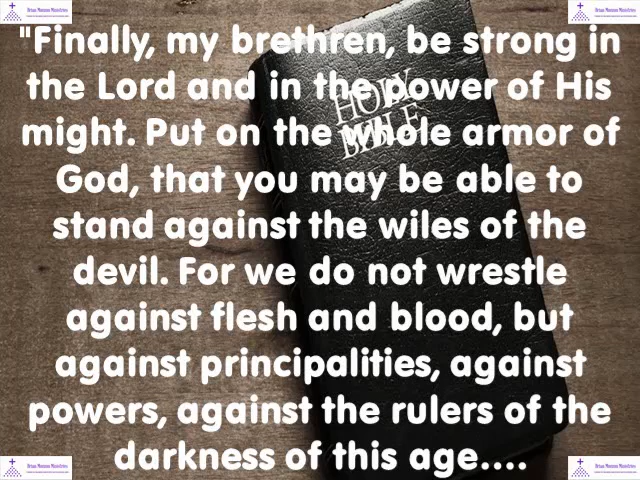 "Finally, my brethren, be strong in
the Lord and in the power of His
might. Put on the whole armor of
God, that you may be able to
stand against the wiles of the
devil. For we do not wrestle
against flesh and blood, but
against principalities, against
powers, against the rulers of the
darkness of this age....
HOLY
BIBLE